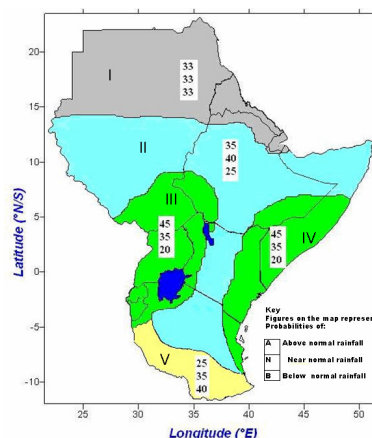 20
15
10
5
0
-5
-10
Latitude (°N/S)
I
33
33
33
II
35
40
25
III
45
35
20
IV
45
35
20
V
25
35
40
Key
Figures on the map represent
Probabilities of:
A Above normal rainfall
N Near normal rainfall
B Below normal rainfall
25 30 35 40 45 50
Longitude (°E)